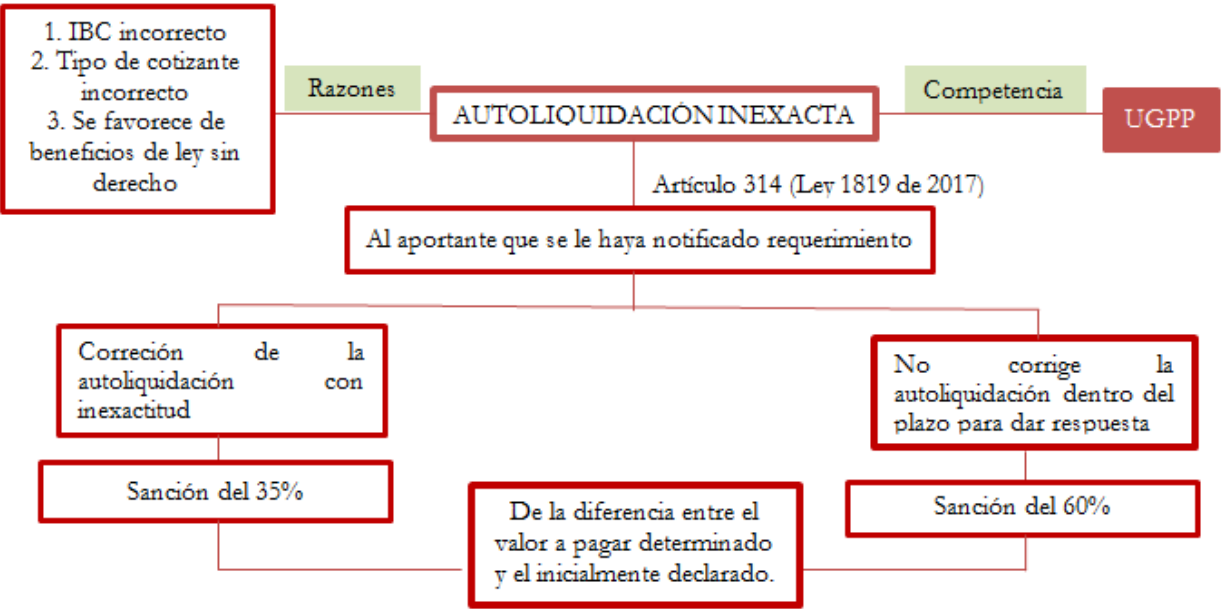 1. IBC incorrecto
2. Tipo de cotizante
incorrecto
3. Se favorece de
beneficios de ley sin
derecho
Razones
AUTOLIQUIDACIÓN INEXACTA
Competencia
UGPP
Artículo 314 (Ley 1819 de 2017)
Al aportante que se le haya notificado requerimiento
Correción de la
autoliquidación con
inexactitud
No corrige la
autoliquidación dentro del
plazo para dar respuesta
Sanción del 35%
Sanción del 60%
De la diferencia entre el
valor a pagar determinado
y el inicialmente declarado.